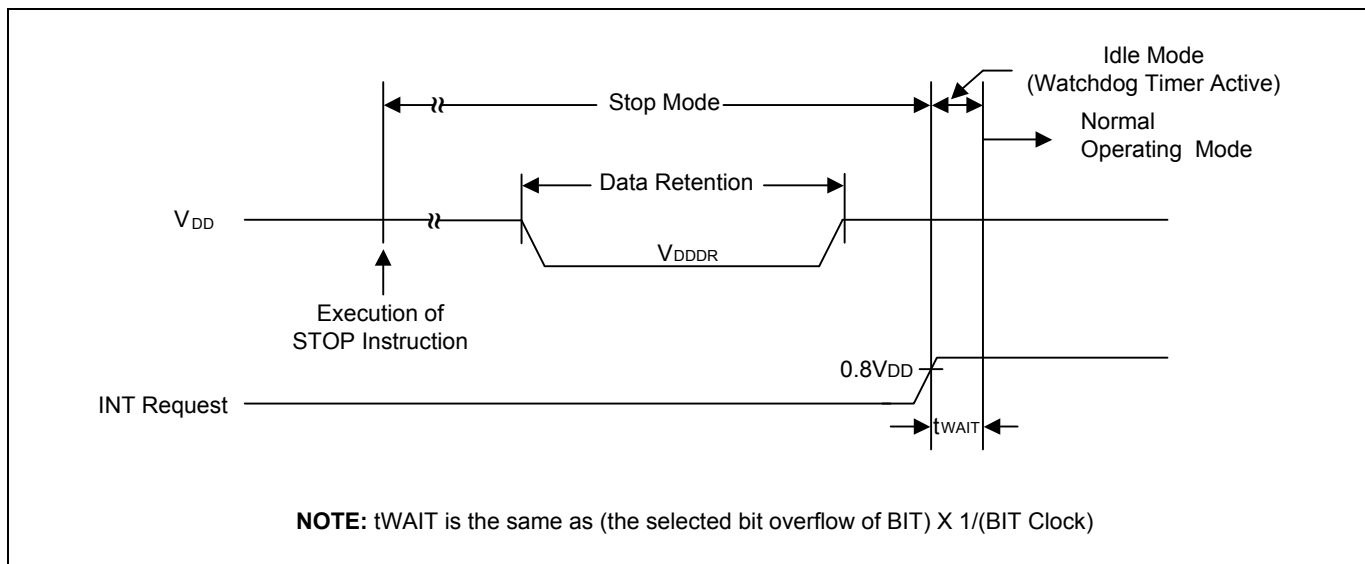 Idle Mode
(Watchdog Timer Active)
Stop Mode
Normal
Operating Mode
Data Retention
VDD
VDDDR
Execution of
STOP Instruction
0.8VDD
INT Request
tWAIT
NOTE: tWAIT is the same as (the selected bit overflow of BIT) X 1/(BIT Clock)